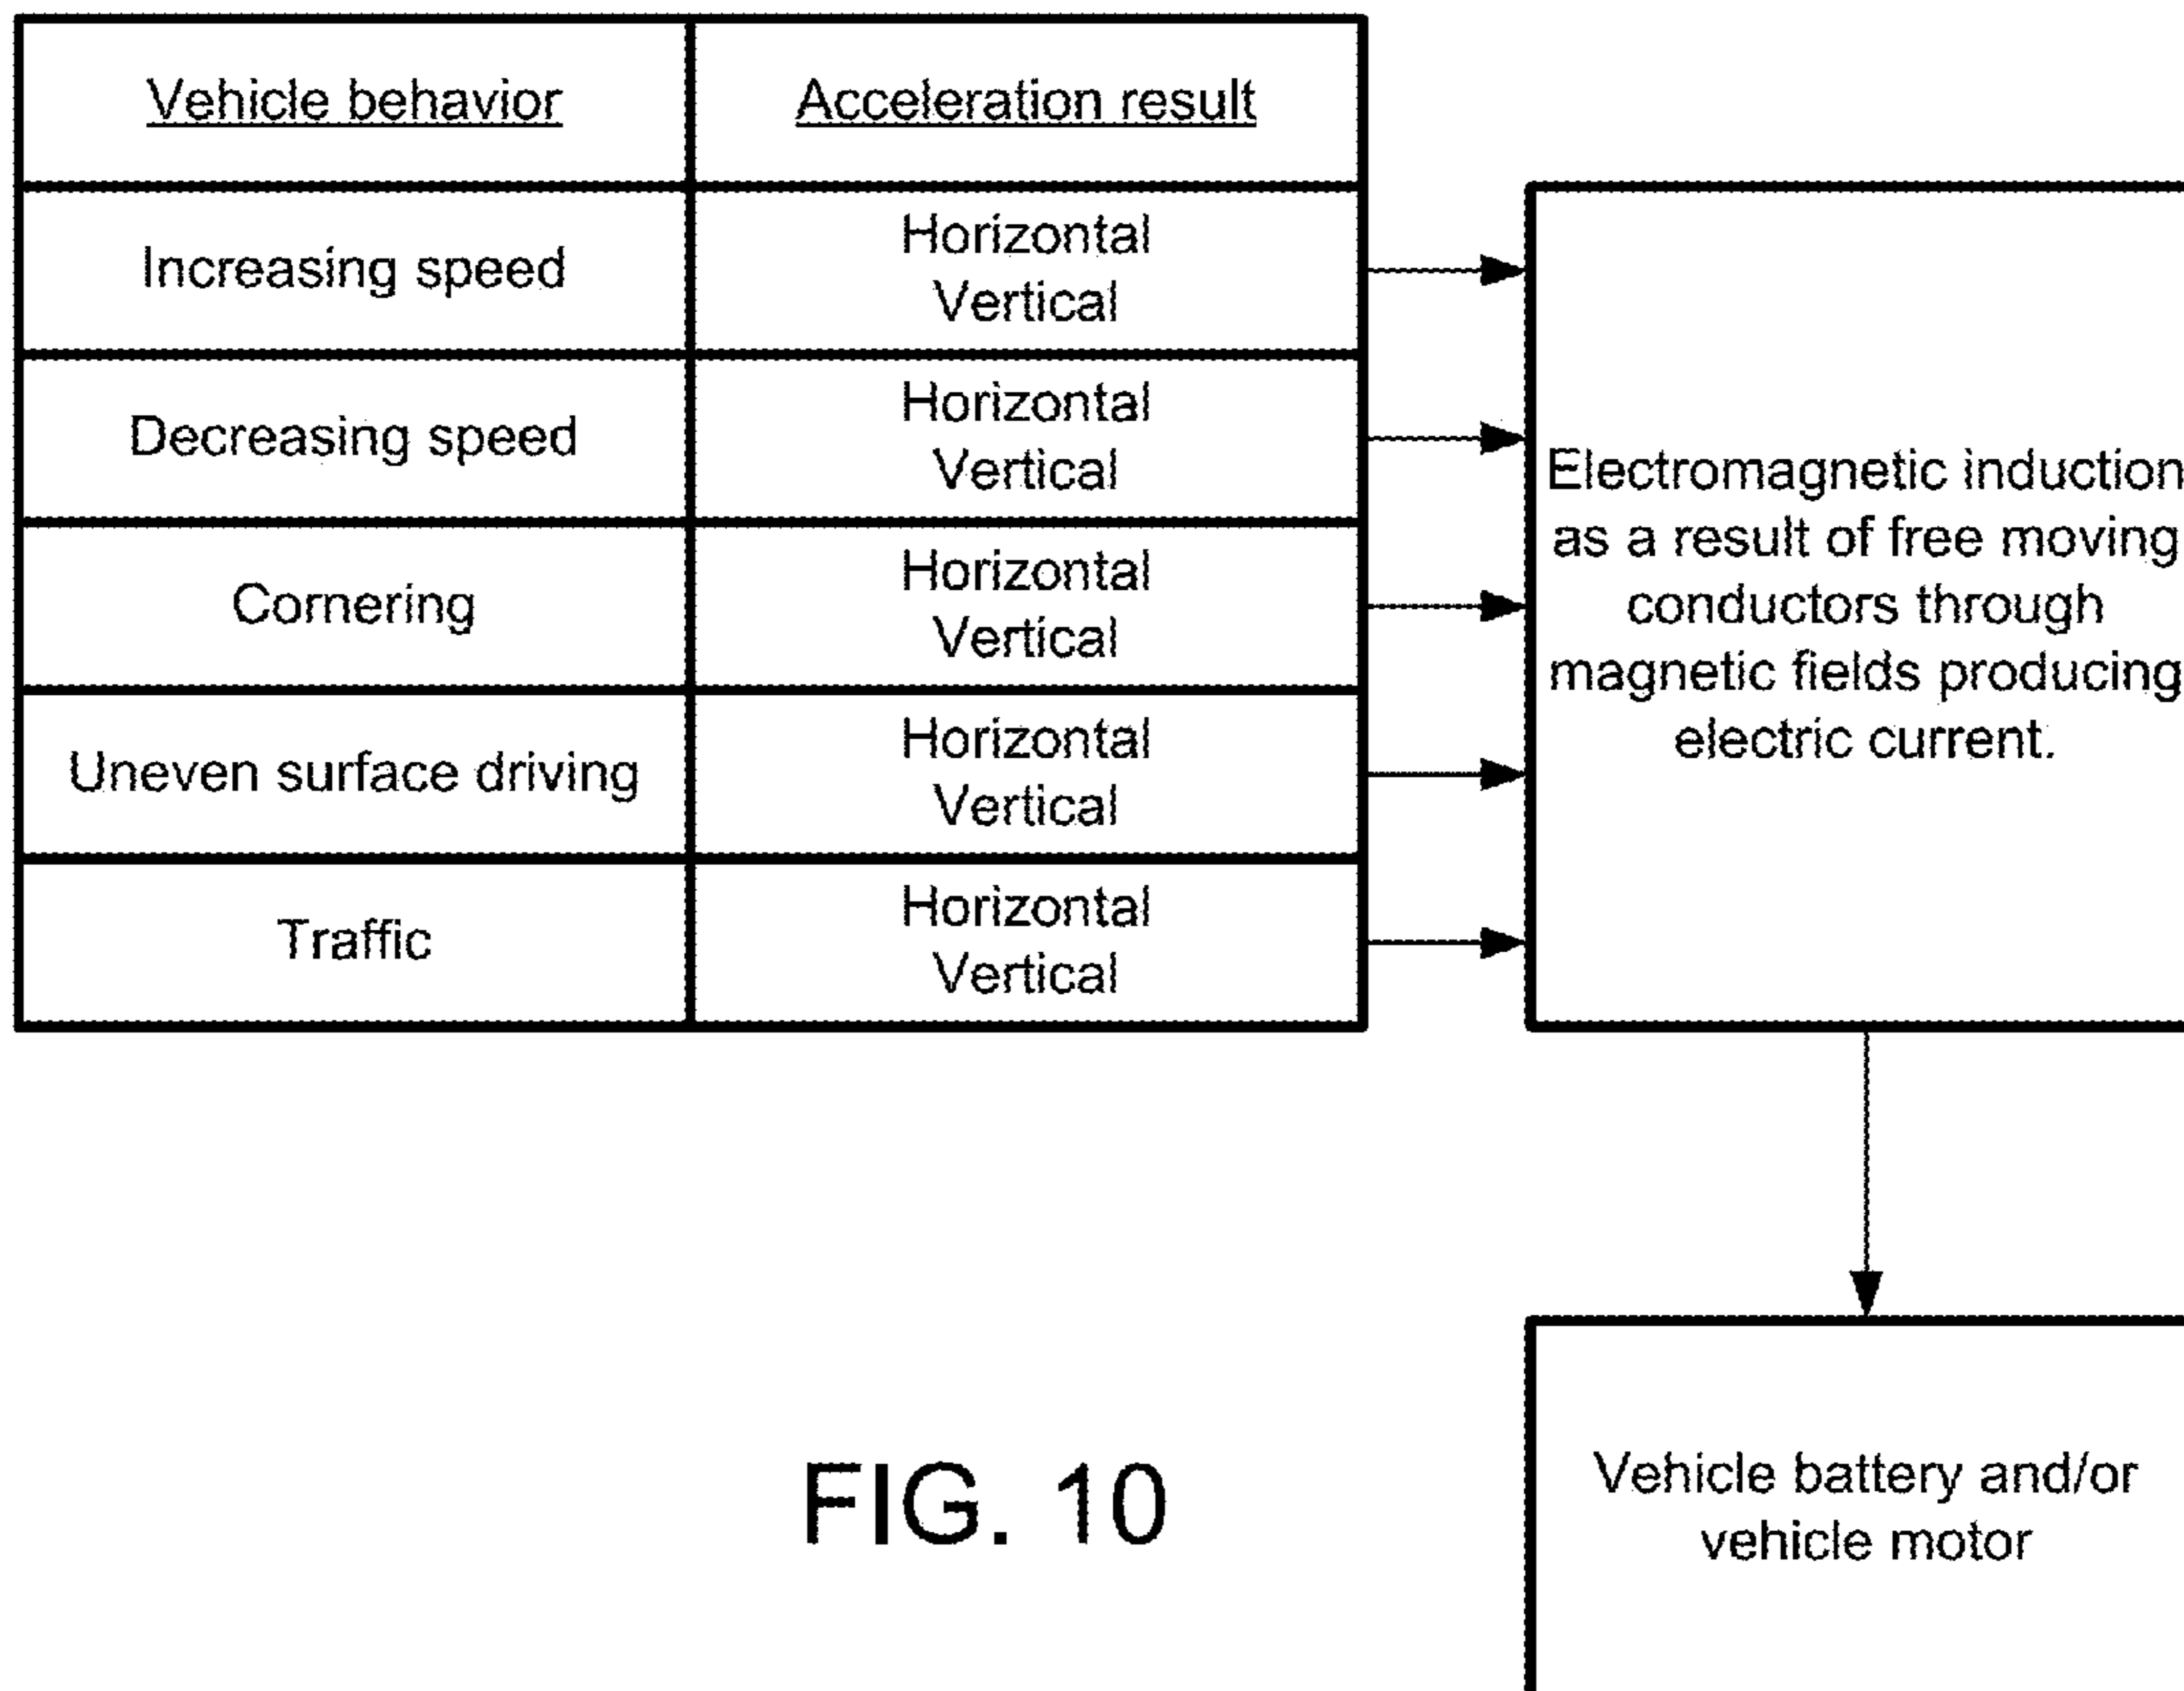 Vehicle behavior
Acceleration result
Increasing speed
Horizontal
Vertical
Decreasing speed
Horizontal
Vertical
Cornering
Horizontal
Vertical
Uneven surface driving
Horizontal
Vertical
Traffic
Horizontal
Vertical
Electromagnetic induction
as a result of free moving
conductors through
magnetic fields producing
electric current.
Vehicle battery and/or
vehicle motor
FIG. 10